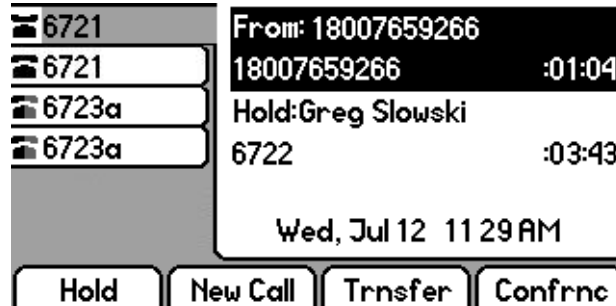 6721
6721
6723a
6723a
From: 18007659266
18007659266 :01:04
Hold:Greg Slowski
6722 :03:43
Wed, Jul 12 11 29 AM
Hold New Call Trnsfer Confrnc